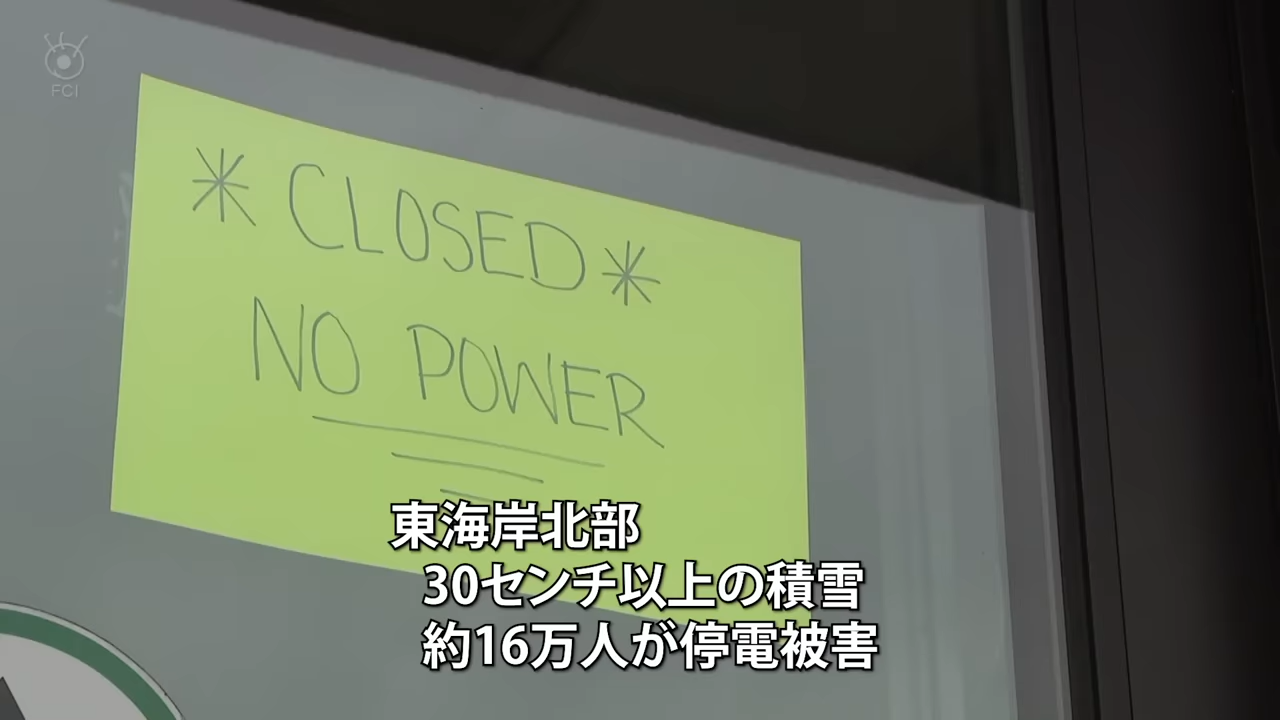 FCI
*CLOSED*
NO POWER
東海岸北部
30センチ以上の積雪
約16万人が停電被害